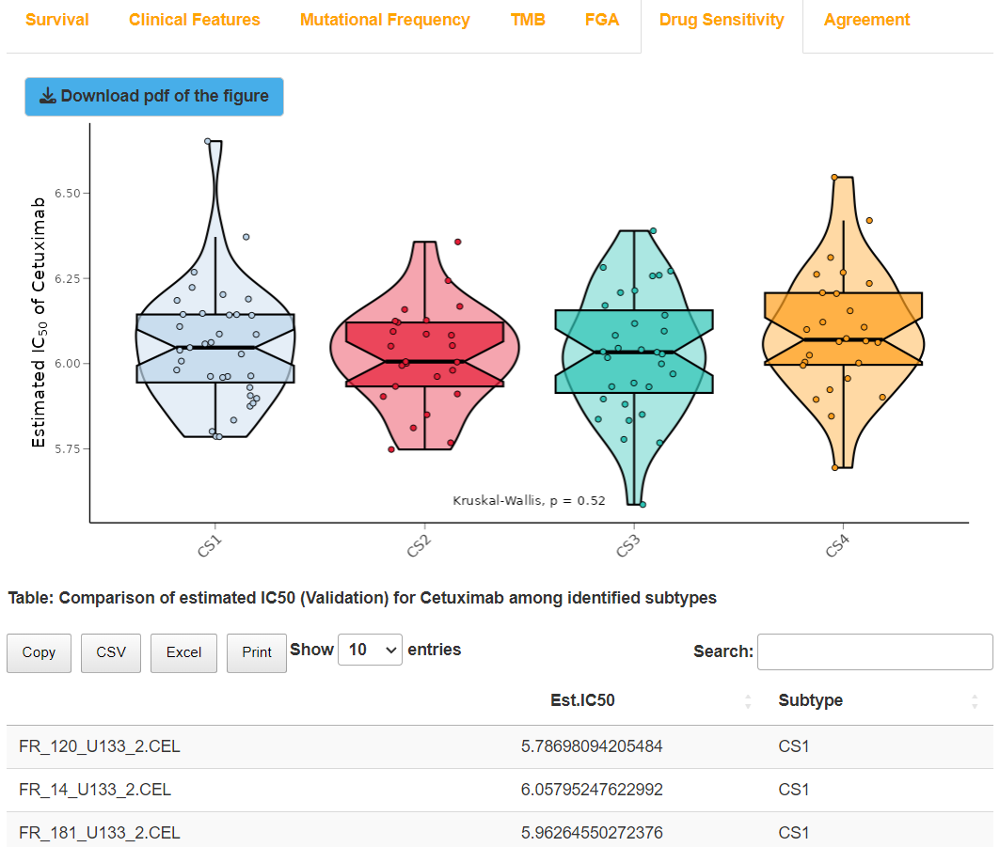 Survival Clinical Features Mutational Frequency TMB FGA Drug Sensitivity Agreement
Download pdf of the figure
Estimated IC50 of Cetuximab
6.50
6.25
6.00
5.75
Kruskal-Wallis, p = 0.52
CS1 CS2 CS3 CS4
Table: Comparison of estimated IC50 (Validation) for Cetuximab among identified subtypes
Copy CSV Excel Print Show 10 entries Search:
Est.IC50 Subtype
FR_120_U133_2.CEL 5.78698094205484 CS1
FR_14_U133_2.CEL 6.05795247622992 CS1
FR_181_U133_2.CEL 5.96264550272376 CS1